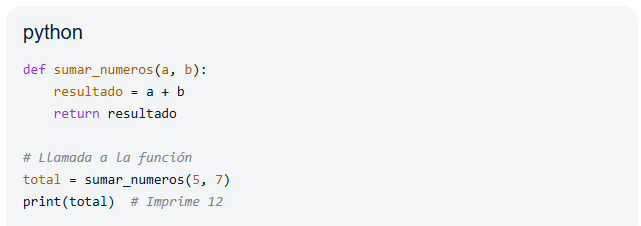 python
def sumar_numeros(a, b):
    resultado = a + b
    return resultado

# Llamada a la función
total = sumar_numeros(5, 7)
print(total)  # Imprime 12